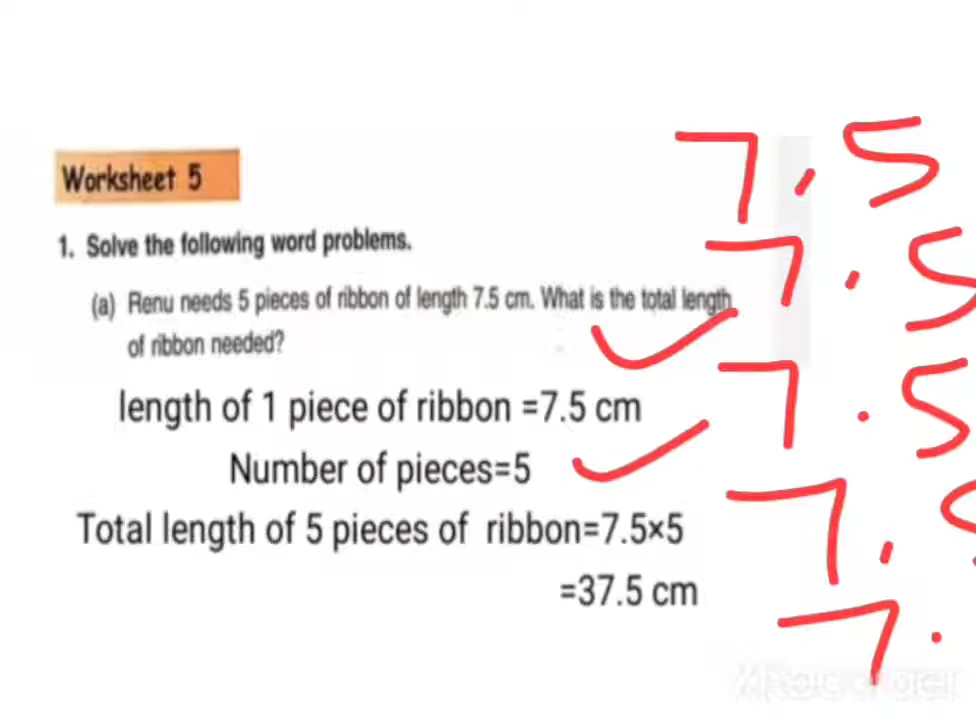 Worksheet 5
1. Solve the following word problems.
(a) Renu needs 5 pieces of ribbon of length 7.5 cm. What is the total length
of ribbon needed?
length of 1 piece of ribbon =7.5 cm
Number of pieces=5
Total length of 5 pieces of ribbon=7.5×5
=37.5 cm
7.5
7.5
7.5
7.5
7.